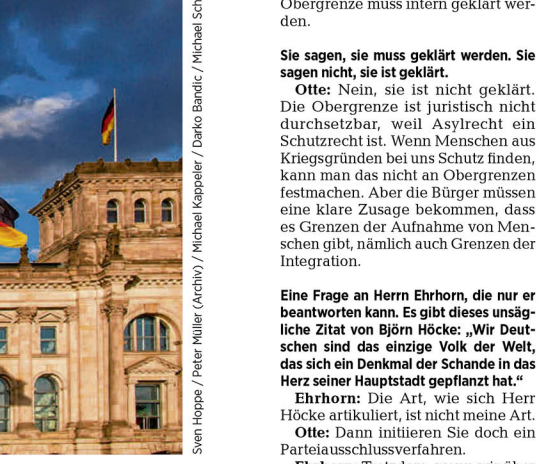 Obergrenze muss intern geklärt wer-
den.
Sie sagen, sie muss geklärt werden. Sie
sagen nicht, sie ist geklärt.
Otte: Nein, sie ist nicht geklärt.
Die Obergrenze ist juristisch nicht
durchsetzbar, weil Asylrecht ein
Schutzrecht ist. Wenn Menschen aus
Kriegsgründen bei uns Schutz finden,
kann man das nicht an Obergrenzen
festmachen. Aber die Bürger müssen
eine klare Zusage bekommen, dass
es Grenzen der Aufnahme von Men-
schen gibt, nämlich auch Grenzen der
Integration.
Eine Frage an Herrn Ehrhorn, die nur er
beantworten kann. Es gibt dieses unsäg-
liche Zitat von Björn Höcke: „Wir Deut-
schen sind das einzige Volk der Welt,
das sich ein Denkmal der Schande in das
Herz seiner Hauptstadt gepflanzt hat.“
Ehrhorn: Die Art, wie sich Herr
Höcke artikuliert, ist nicht meine Art.
Otte: Dann initiieren Sie doch ein
Parteiausschlussverfahren.
Sven Hoppe / Peter Müller (Archiv) / Michael Kappeler / Darko Bandic / Michael Sch